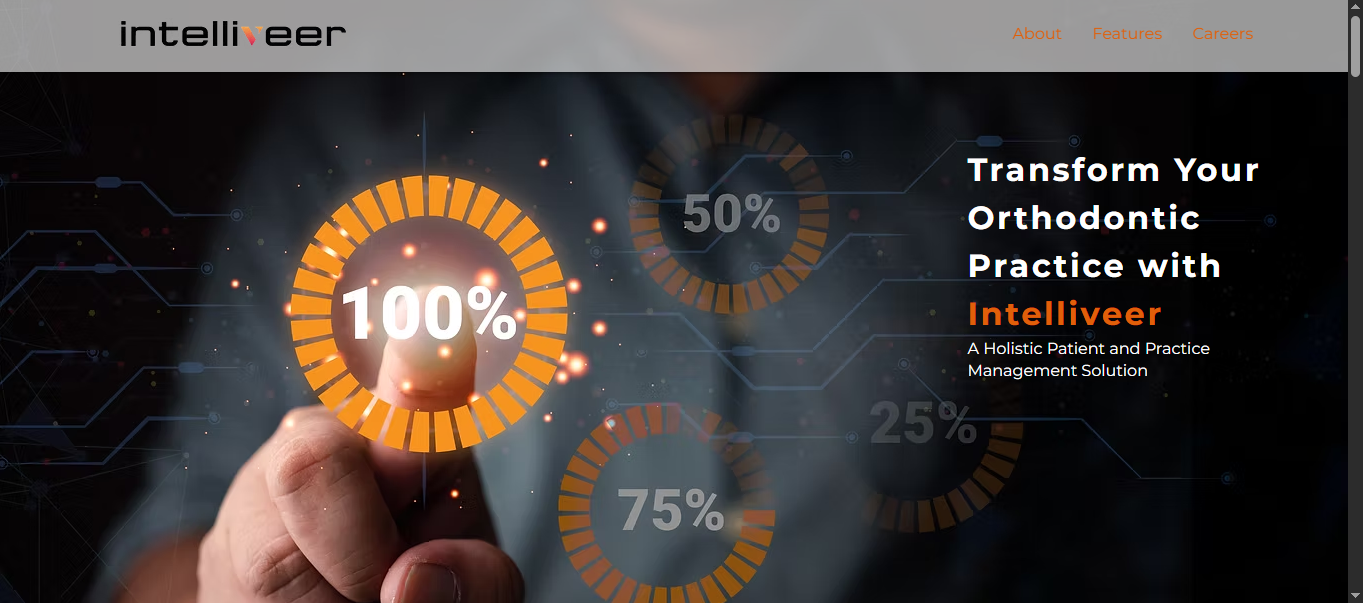 intelliveer
About Features Careers
Transform Your
Orthodontic
Practice with
Intelliveer
A Holistic Patient and Practice
Management Solution
50%
100%
25%
75%